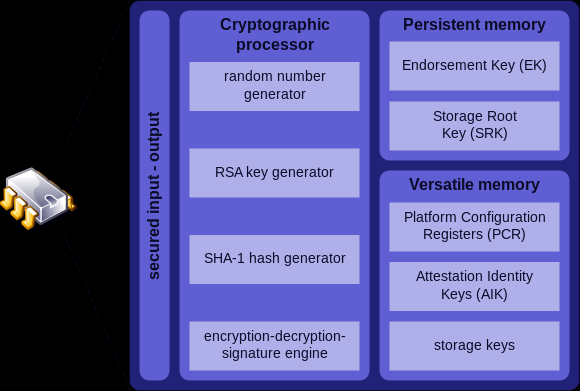 secured input - output
Cryptographic
processor
random number
generator
RSA key generator
SHA-1 hash generator
encryption-decryption-
signature engine
Persistent memory
Endorsement Key (EK)
Storage Root
Key (SRK)
Versatile memory
Platform Configuration
Registers (PCR)
Attestation Identity
Keys (AIK)
storage keys